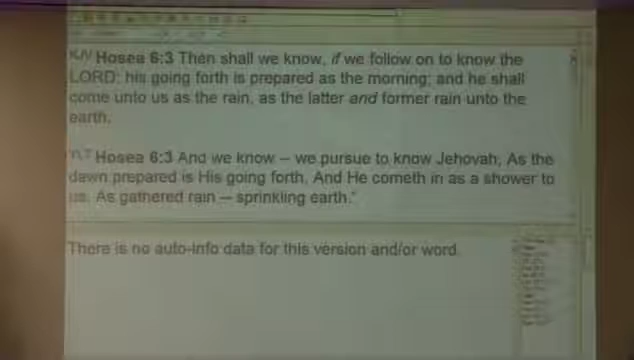 KJV Hosea 6:3 Then shall we know, if we follow on to know the
LORD: his going forth is prepared as the morning; and he shall
come unto us as the rain, as the latter and former rain unto the
earth.
YLT Hosea 6:3 And we know -- we pursue to know Jehovah, As the
dawn prepared is His going forth, And He cometh in as a shower to
us, As gathered rain -- sprinkling earth.'
There is no auto-info data for this version and/or word.